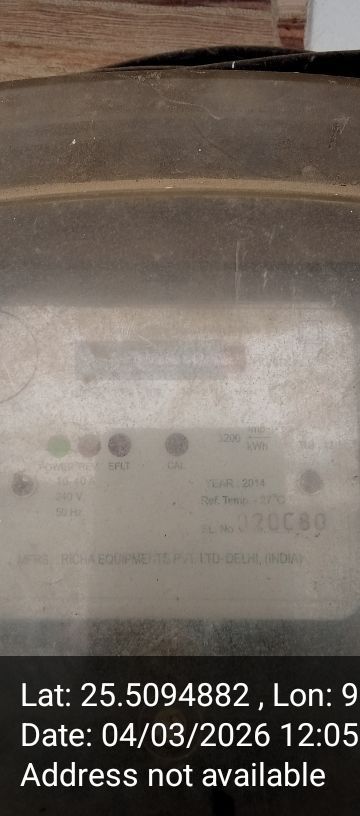 imp
3200 kWh
POWER REV EFLT CAL
10-40 A
240 V
50 Hz
YEAR : 2014
Ref. Temp. - 27°C
SL. No.
MFRS. : RICHA EQUIPMENTS PVT. LTD. DELHI, (INDIA)
Lat: 25.5094882 , Lon: 9
Date: 04/03/2026 12:05
Address not available